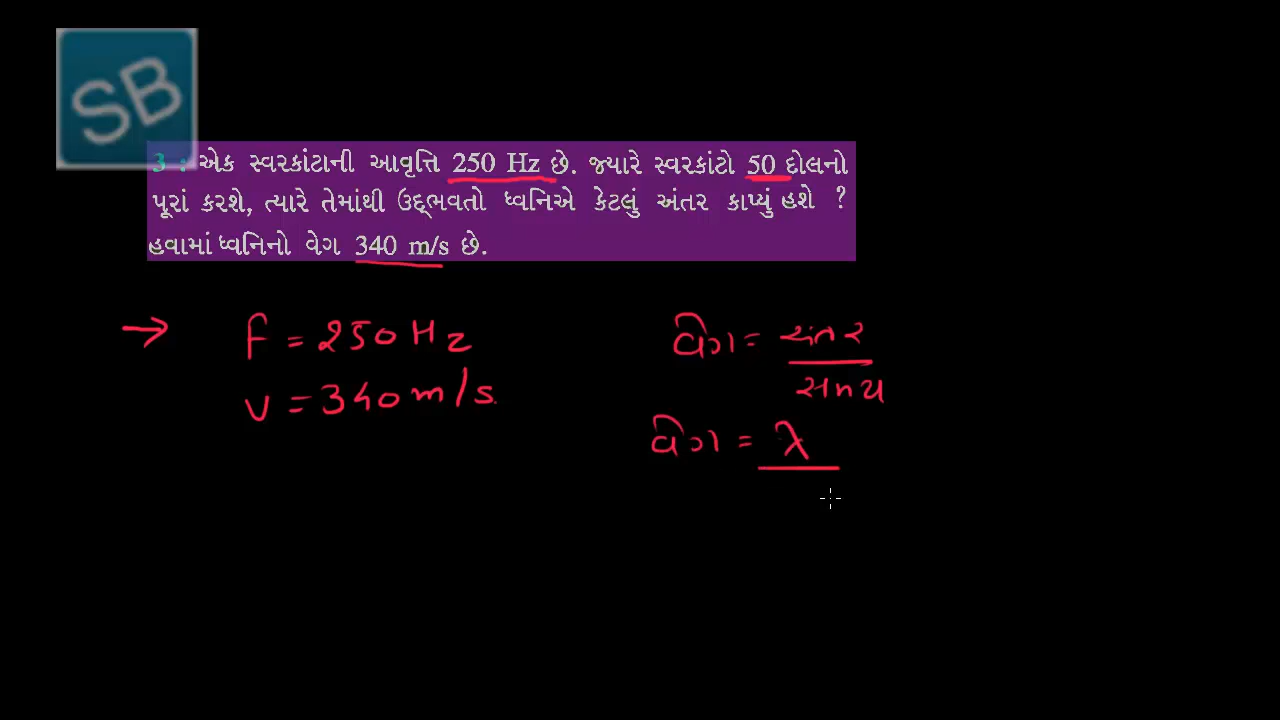 SB
3 : એક સ્વરકાંટાની આવૃત્તિ 250 Hz છે. જ્યારે સ્વરકાંટો 50 દોલનો
પૂરાં કરશે, ત્યારે તેમાંથી ઉદ્‌ભવતો ધ્વનિએ કેટલું અંતર કાપ્યું હશે ?
હવામાં ધ્વનિનો વેગ 340 m/s છે.
→ f = 250 Hz
v = 340 m/s.
વેગ = અંતર
સમય
વેગ = λ